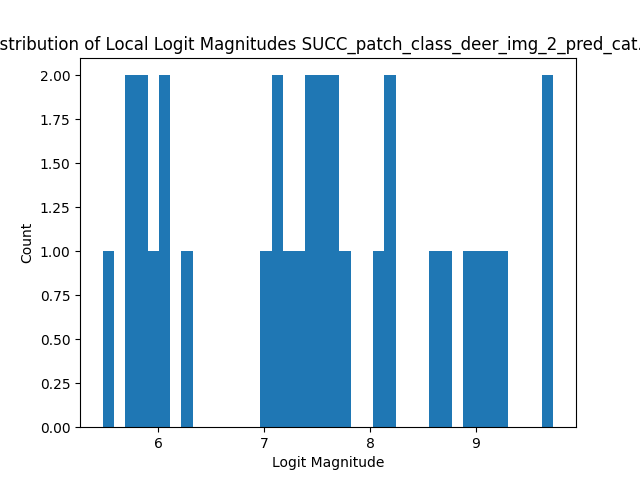 stribution of Local Logit Magnitudes SUCC_patch_class_deer_img_2_pred_cat.
2.00
1.75
1.50
1.25
1.00
0.75
0.50
0.25
0.00
Count
6 7 8 9
Logit Magnitude